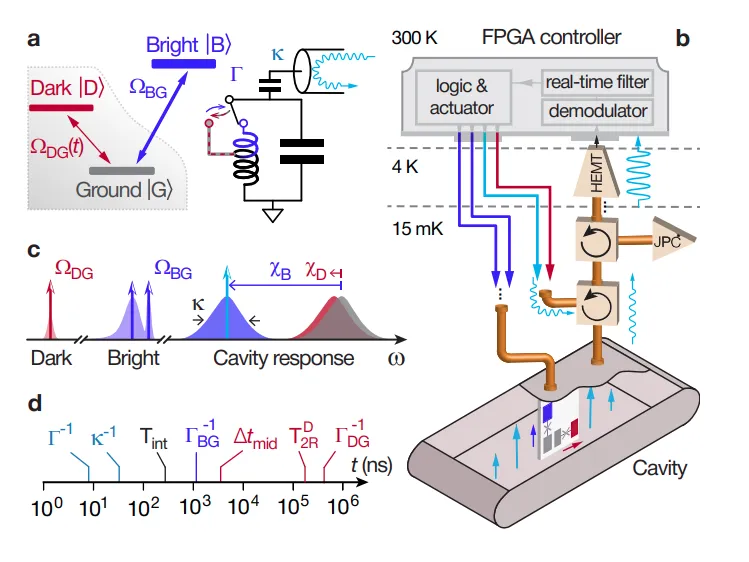 a
Bright |B⟩
Dark |D⟩
Ω_BG
Ω_DG(t)
Ground |G⟩
Γ
κ
b
300 K
FPGA controller
logic &
actuator
real-time filter
demodulator
4 K
HEMT
15 mK
JPC
Cavity
c
Ω_DG
Ω_BG
χ_B
χ_D
κ
Dark
Bright
Cavity response
ω
d
Γ^-1
κ^-1
T_int
Γ_BG^-1
Δt_mid
T_2R^D
Γ_DG^-1
t (ns)
10^0 10^1 10^2 10^3 10^4 10^5 10^6